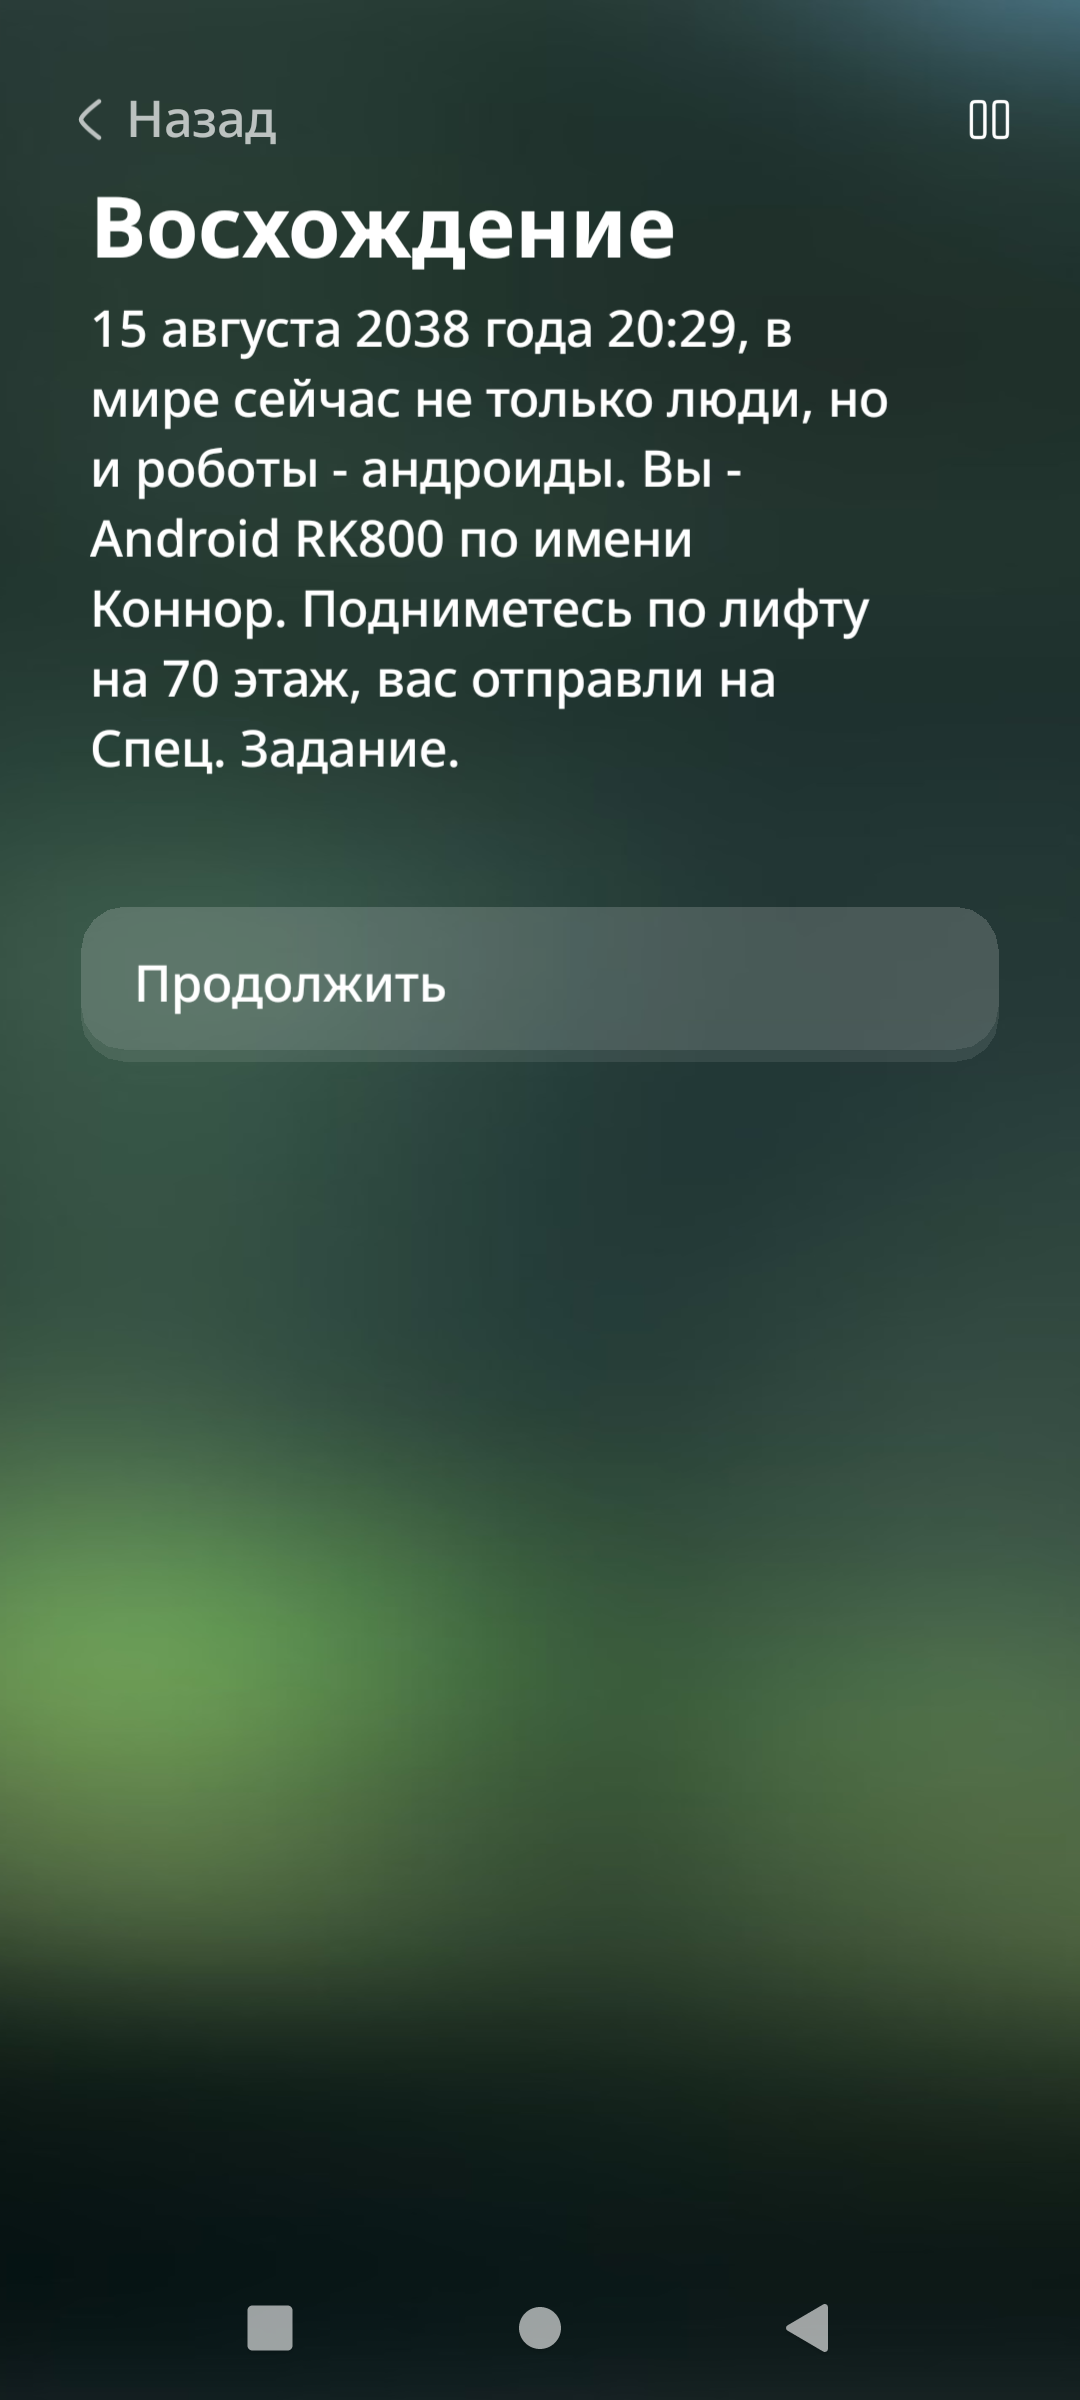 Назад
Восхождение
15 августа 2038 года 20:29, в
мире сейчас не только люди, но
и роботы - андроиды. Вы -
Android RK800 по имени
Коннор. Подниметесь по лифту
на 70 этаж, вас отправли на
Спец. Задание.
Продолжить